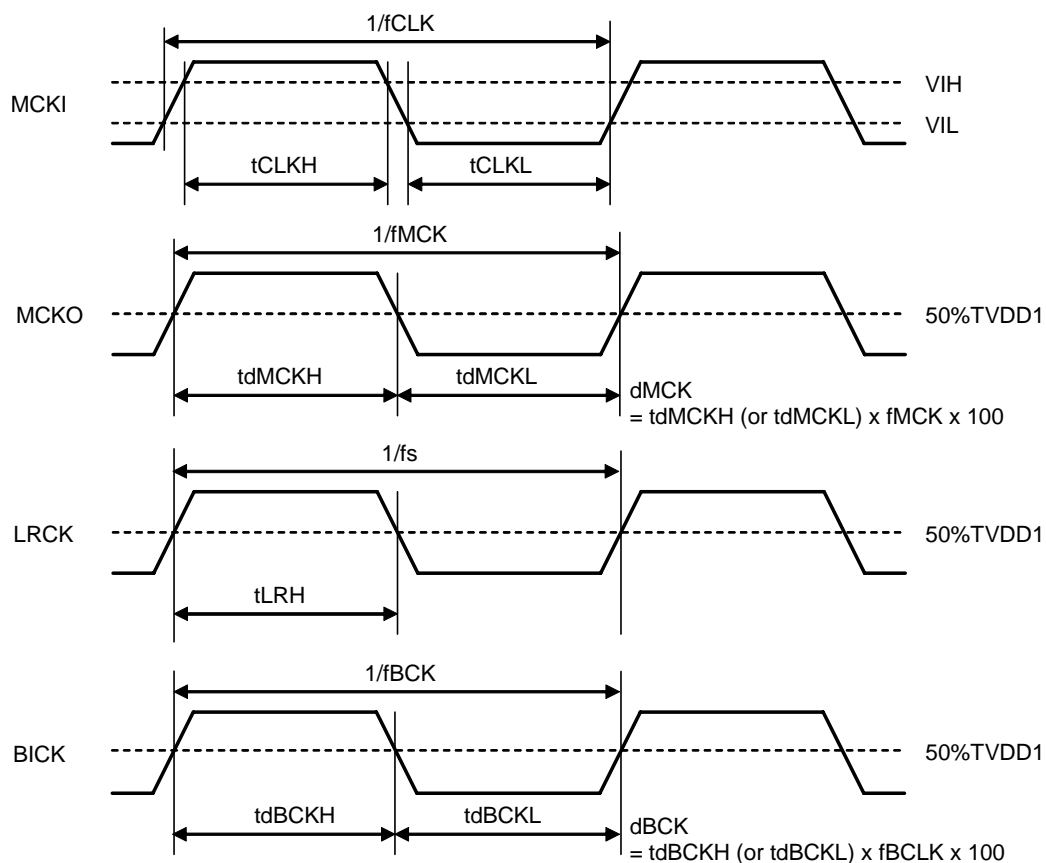 1/fCLK
MCKI
VIH
VIL
tCLKH
tCLKL
1/fMCK
MCKO
50%TVDD1
tdMCKH
tdMCKL
dMCK
= tdMCKH (or tdMCKL) x fMCK x 100
1/fs
LRCK
50%TVDD1
tLRH
1/fBCK
BICK
50%TVDD1
tdBCKH
tdBCKL
dBCK
= tdBCKH (or tdBCKL) x fBCLK x 100